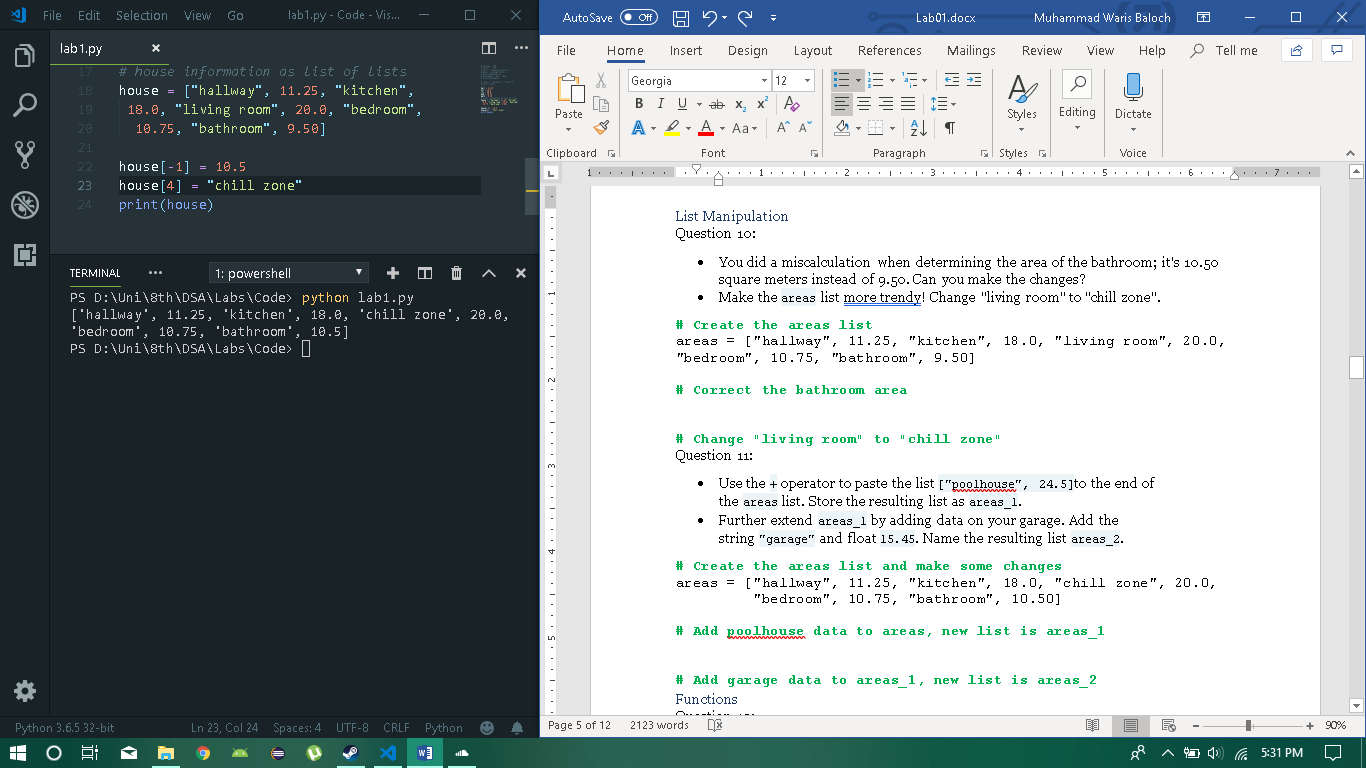 File Edit Selection View Go lab1.py - Code - Vis...
lab1.py
17 # house information as list of lists
18 house = ["hallway", 11.25, "kitchen",
19 18.0, "living room", 20.0, "bedroom",
20 10.75, "bathroom", 9.50]
21
22 house[-1] = 10.5
23 house[4] = "chill zone"
24 print(house)
TERMINAL ... 1: powershell
PS D:\Uni\8th\DSA\Labs\Code> python lab1.py
['hallway', 11.25, 'kitchen', 18.0, 'chill zone', 20.0,
'bedroom', 10.75, 'bathroom', 10.5]
PS D:\Uni\8th\DSA\Labs\Code>
Python 3.6.5 32-bit Ln 23, Col 24 Spaces: 4 UTF-8 CRLF Python
AutoSave Off Lab01.docx Muhammad Waris Baloch
File Home Insert Design Layout References Mailings Review View Help Tell me
Paste Georgia 12 Styles Editing Dictate
B I U ab x₂ x²
A A Aa A A
Clipboard Font Paragraph Styles Voice
1 1 2 3 4 5 6 7
List Manipulation
Question 10:
• You did a miscalculation when determining the area of the bathroom; it's 10.50
square meters instead of 9.50. Can you make the changes?
• Make the areas list more trendy! Change "living room" to "chill zone".
# Create the areas list
areas = ["hallway", 11.25, "kitchen", 18.0, "living room", 20.0,
"bedroom", 10.75, "bathroom", 9.50]
# Correct the bathroom area
# Change "living room" to "chill zone"
Question 11:
• Use the + operator to paste the list ["poolhouse", 24.5]to the end of
the areas list. Store the resulting list as areas_1.
• Further extend areas_1 by adding data on your garage. Add the
string "garage" and float 15.45. Name the resulting list areas_2.
# Create the areas list and make some changes
areas = ["hallway", 11.25, "kitchen", 18.0, "chill zone", 20.0,
"bedroom", 10.75, "bathroom", 10.50]
# Add poolhouse data to areas, new list is areas_1
# Add garage data to areas_1, new list is areas_2
Functions
Page 5 of 12 2123 words 90%
5:31 PM